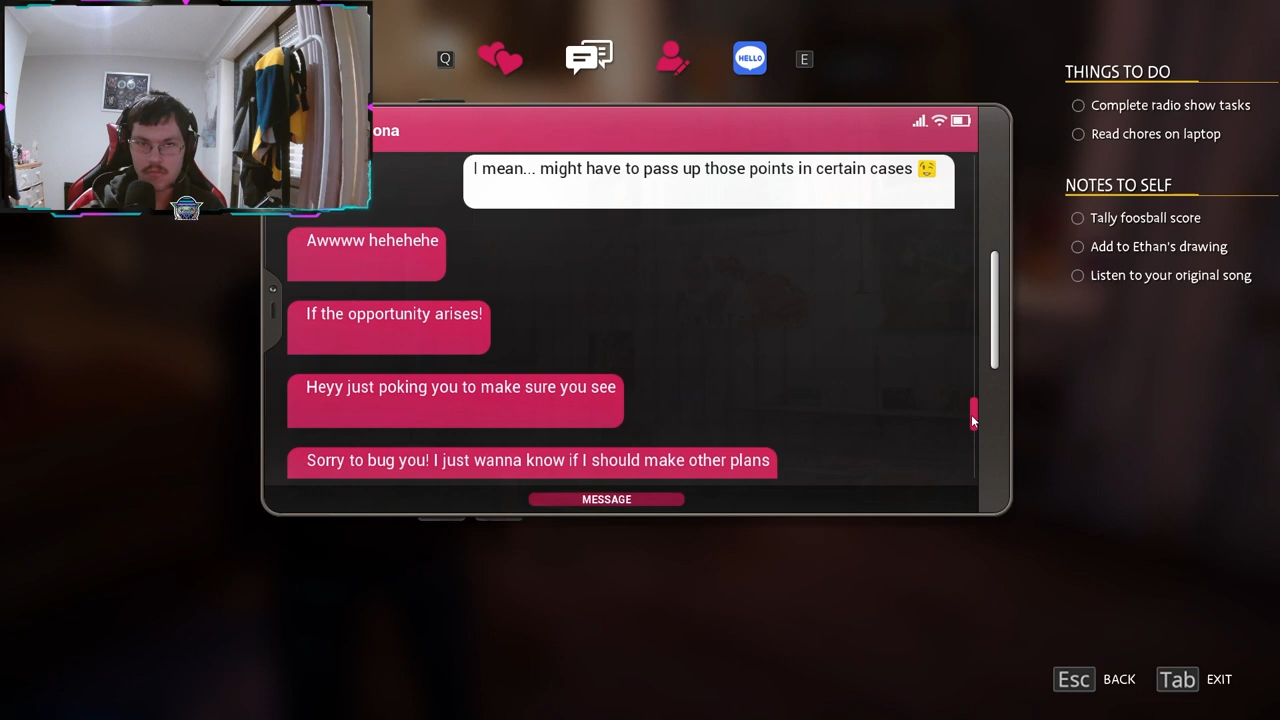 Q
HELLO
E
ona
I mean... might have to pass up those points in certain cases 😉
Awwww hehehehe
If the opportunity arises!
Heyy just poking you to make sure you see
Sorry to bug you! I just wanna know if I should make other plans
MESSAGE
THINGS TO DO
Complete radio show tasks
Read chores on laptop
NOTES TO SELF
Tally foosball score
Add to Ethan's drawing
Listen to your original song
Esc BACK Tab EXIT